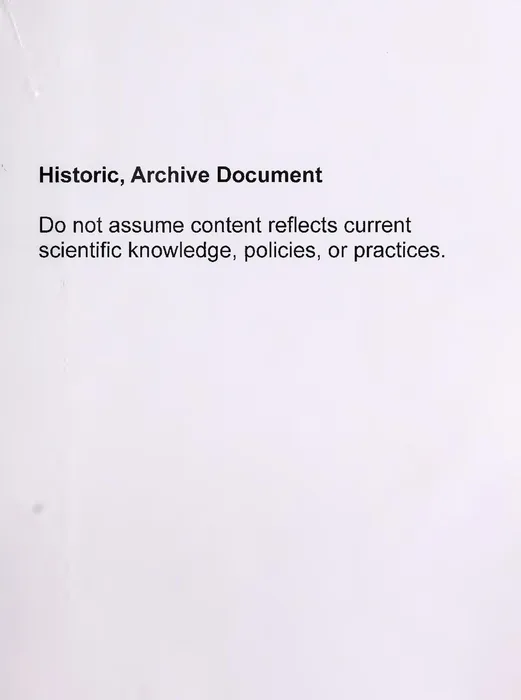 Historic, Archive Document
Do not assume content reflects current
scientific knowledge, policies, or practices.